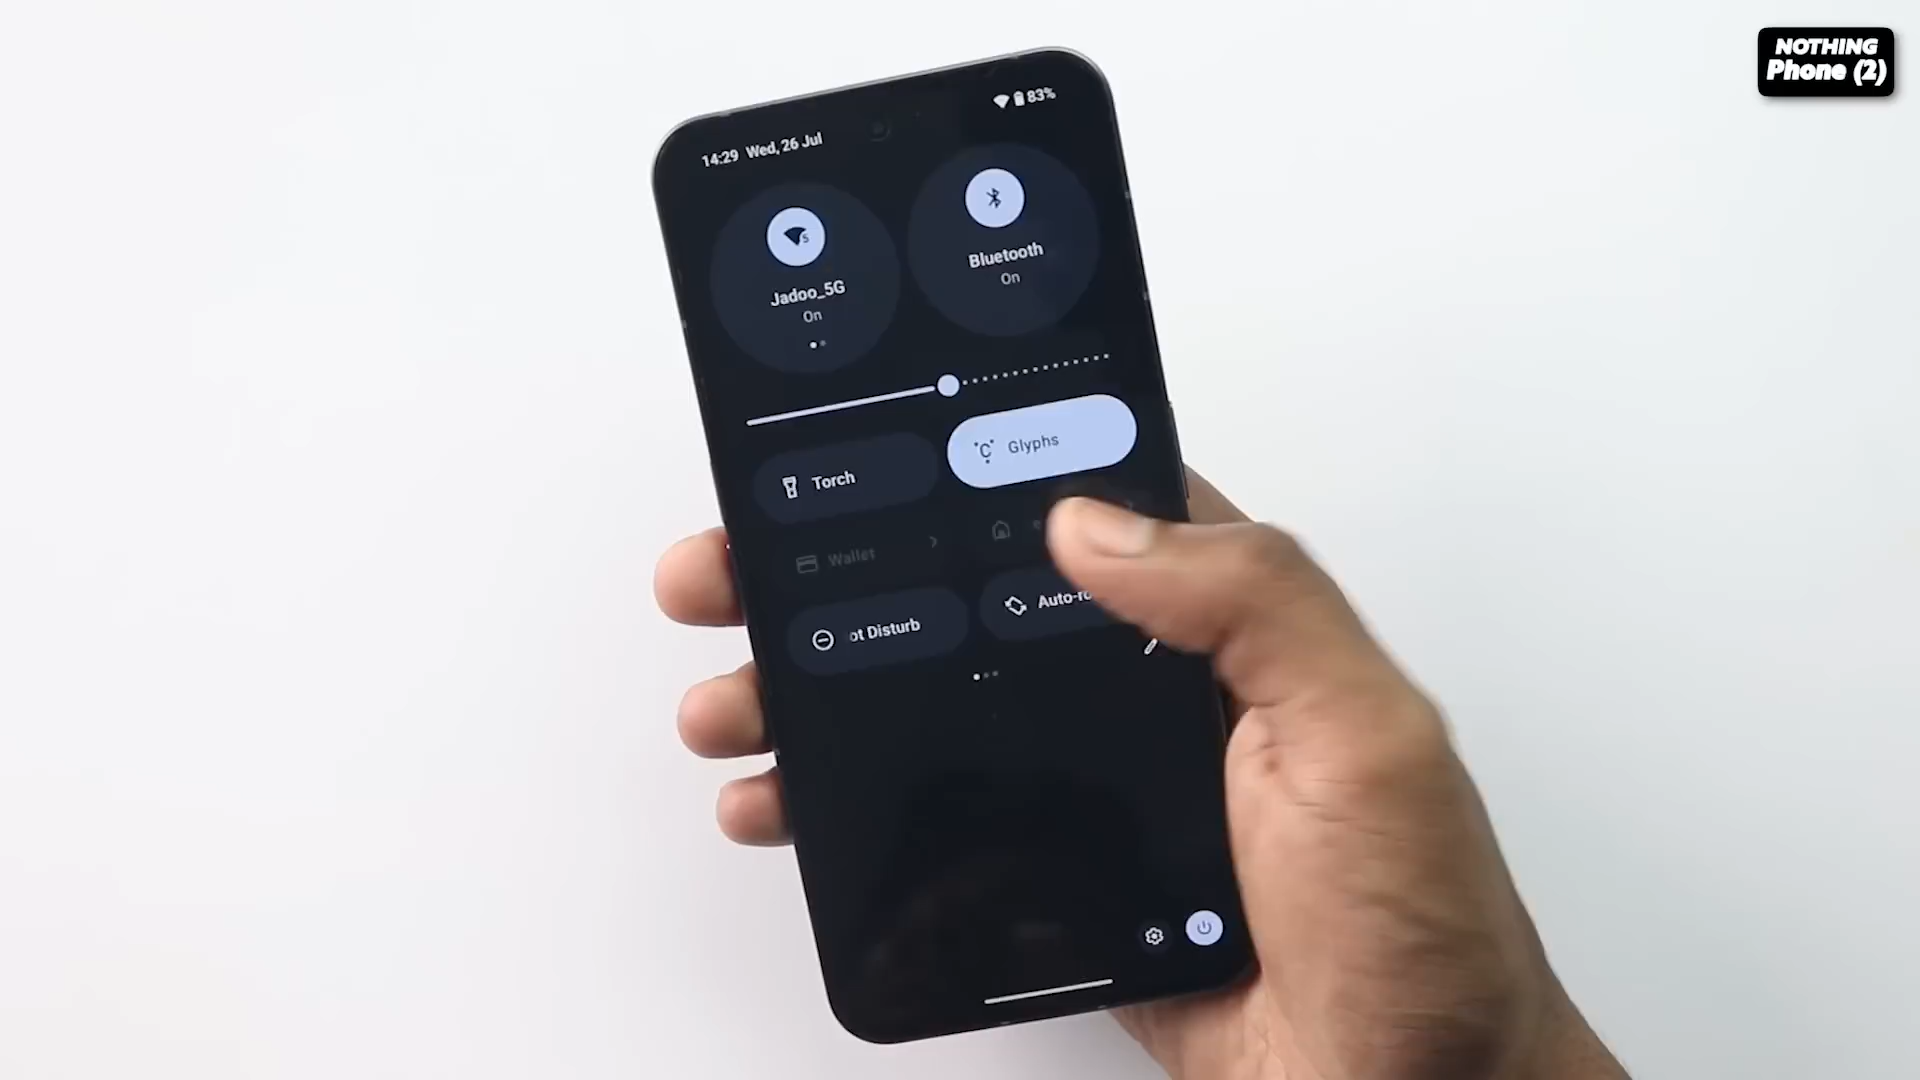 NOTHING
Phone (2)
83%
14:29 Wed, 26 Jul
Jadoo_5G
On
Bluetooth
On
Torch
Glyphs
Wallet
ot Disturb
Auto-ro